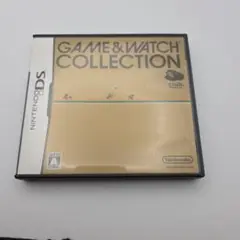 GAME&WATCH
COLLECTION
NINTENDO DS
Nintendo